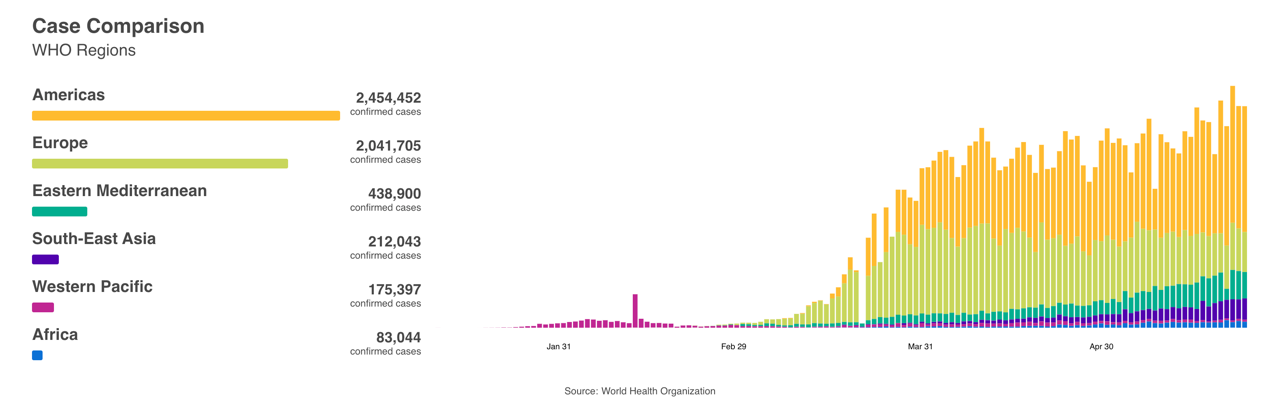 Case Comparison
WHO Regions
Americas
2,454,452
confirmed cases
Europe
2,041,705
confirmed cases
Eastern Mediterranean
438,900
confirmed cases
South-East Asia
212,043
confirmed cases
Western Pacific
175,397
confirmed cases
Africa
83,044
confirmed cases
Jan 31
Feb 29
Mar 31
Apr 30
Source: World Health Organization